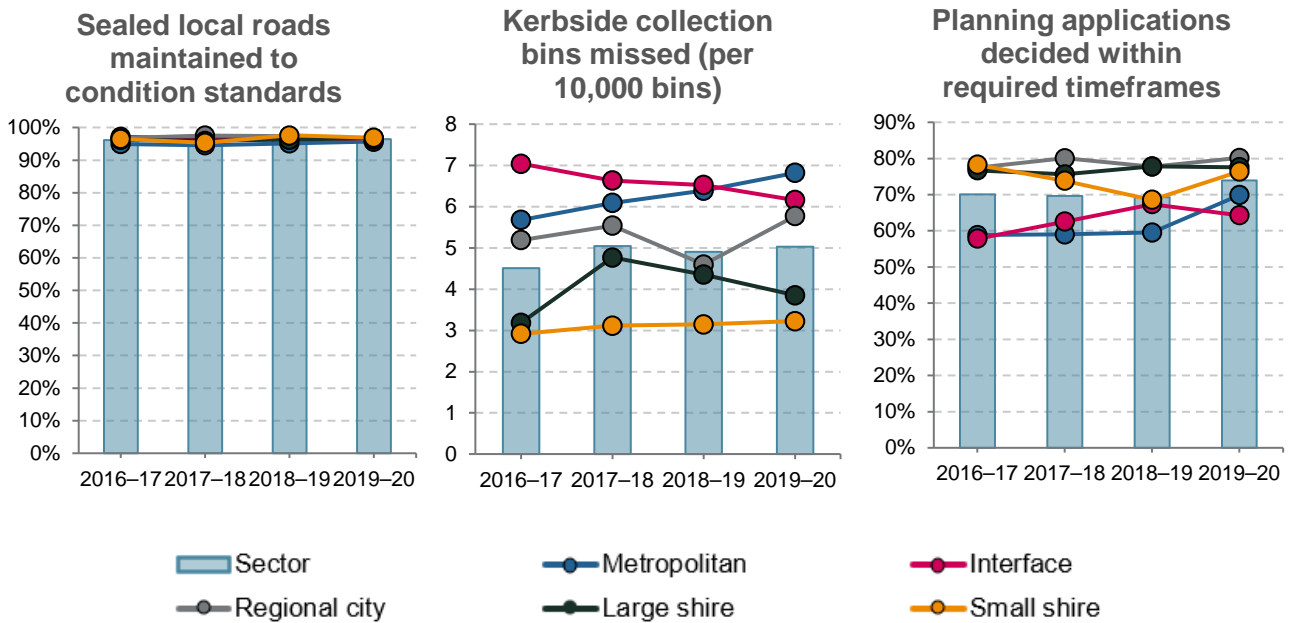 Sealed local roads
maintained to
condition standards
100%
90%
80%
70%
60%
50%
40%
30%
20%
10%
0%
2016–17 2017–18 2018–19 2019–20
Kerbside collection
bins missed (per
10,000 bins)
8
7
6
5
4
3
2
1
0
2016–17 2017–18 2018–19 2019–20
Planning applications
decided within
required timeframes
90%
80%
70%
60%
50%
40%
30%
20%
10%
0%
2016–17 2017–18 2018–19 2019–20
Sector Metropolitan Interface
Regional city Large shire Small shire